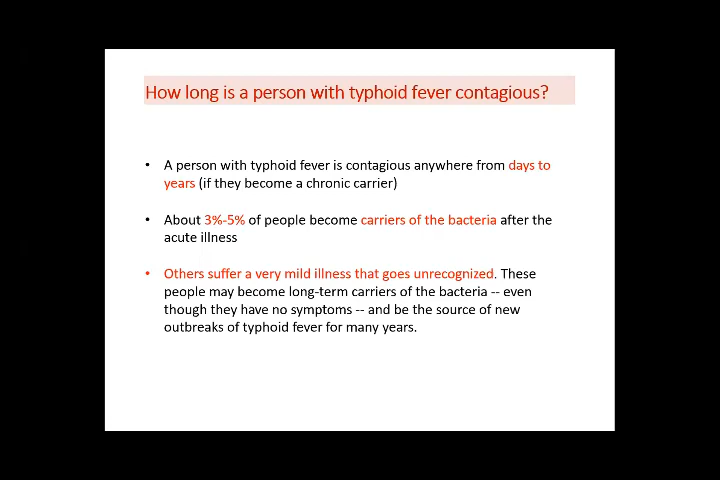 How long is a person with typhoid fever contagious?
• A person with typhoid fever is contagious anywhere from days to
years (if they become a chronic carrier)
• About 3%-5% of people become carriers of the bacteria after the
acute illness
• Others suffer a very mild illness that goes unrecognized. These
people may become long-term carriers of the bacteria -- even
though they have no symptoms -- and be the source of new
outbreaks of typhoid fever for many years.